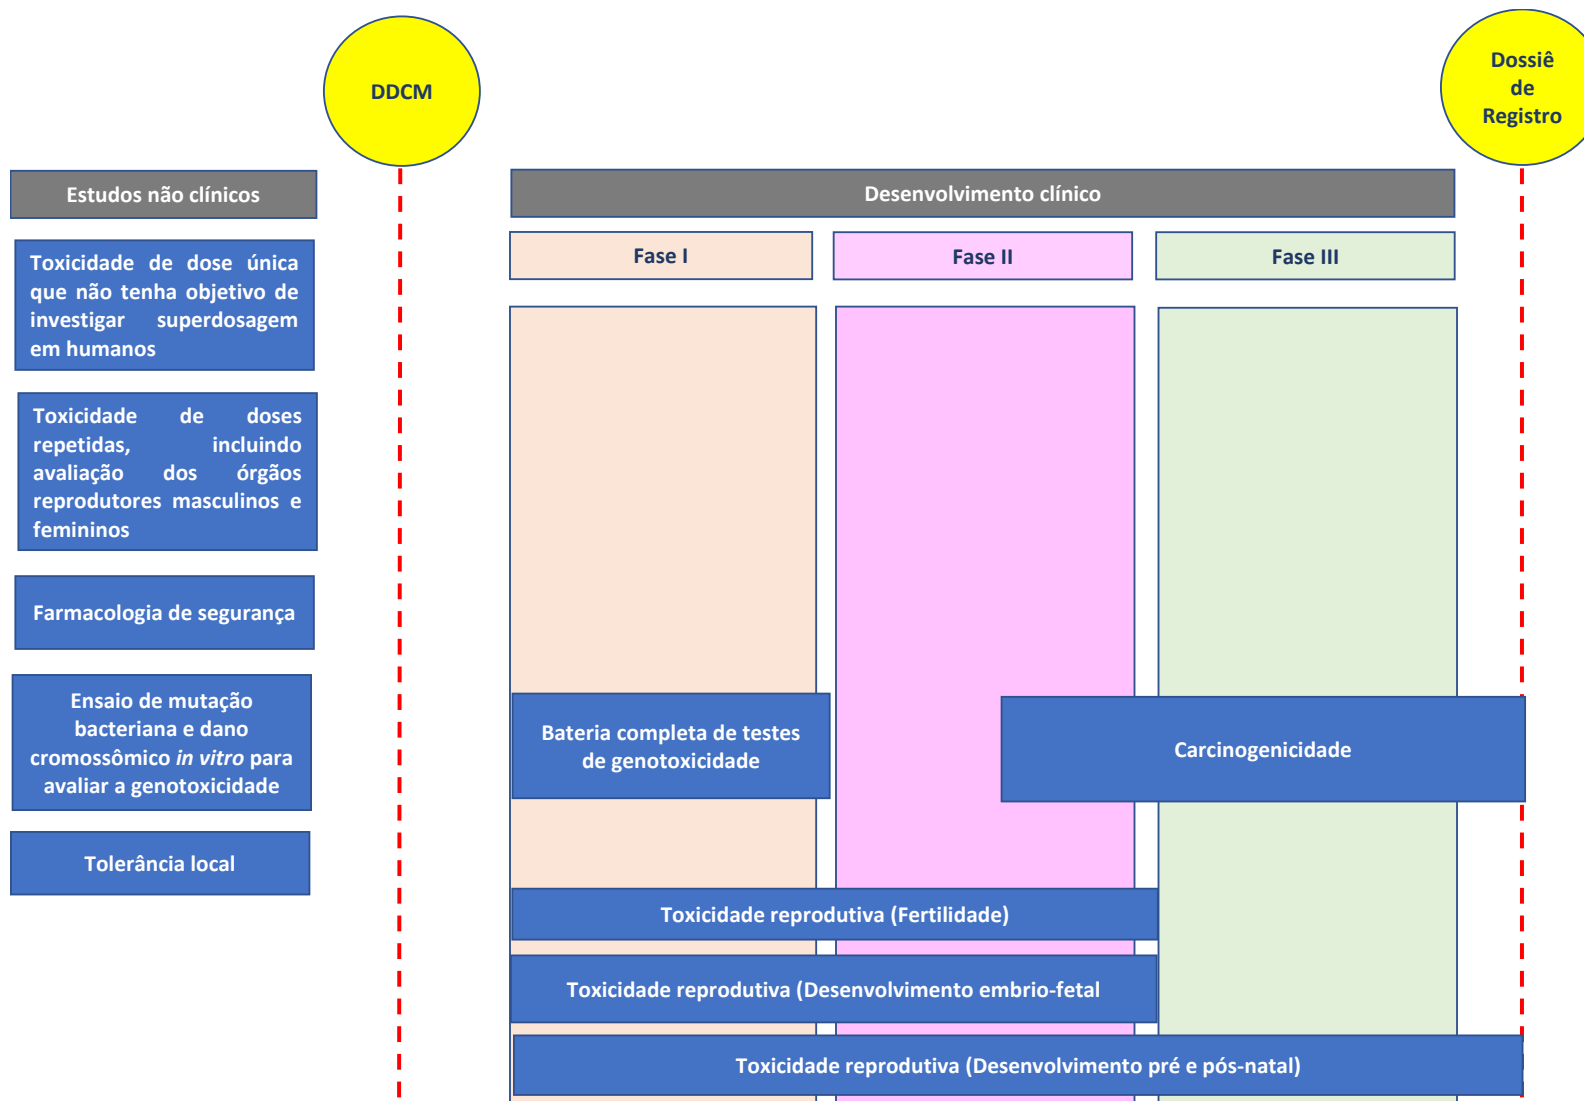 DDCM
Dossiê
de
Registro
Estudos não clínicos
Desenvolvimento clínico
Fase I
Fase II
Fase III
Toxicidade de dose única
que não tenha objetivo de
investigar superdosagem
em humanos
Toxicidade de doses
repetidas, incluindo
avaliação dos órgãos
reprodutores masculinos e
femininos
Farmacologia de segurança
Ensaio de mutação
bacteriana e dano
cromossômico in vitro para
avaliar a genotoxicidade
Bateria completa de testes
de genotoxicidade
Carcinogenicidade
Tolerância local
Toxicidade reprodutiva (Fertilidade)
Toxicidade reprodutiva (Desenvolvimento embrio-fetal
Toxicidade reprodutiva (Desenvolvimento pré e pós-natal)